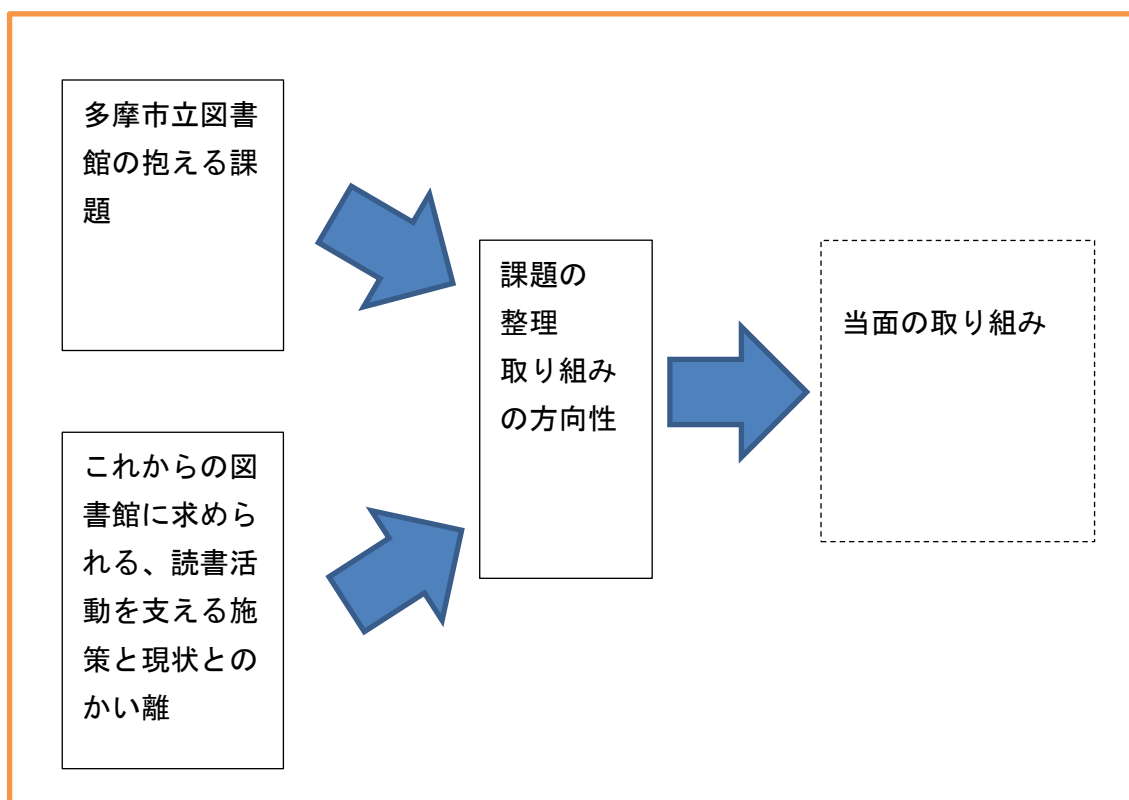 多摩市立図書
館の抱える課
題
これからの図
書館に求めら
れる、読書活
動を支える施
策と現状との
かい離
課題の
整理
取り組み
の方向性
当面の取り組み